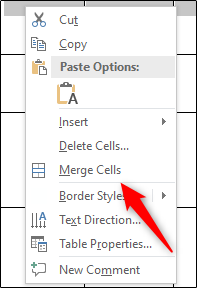 Cut
Copy
Paste Options:
Insert
Delete Cells...
Merge Cells
Border Styles
Text Direction...
Table Properties...
New Comment